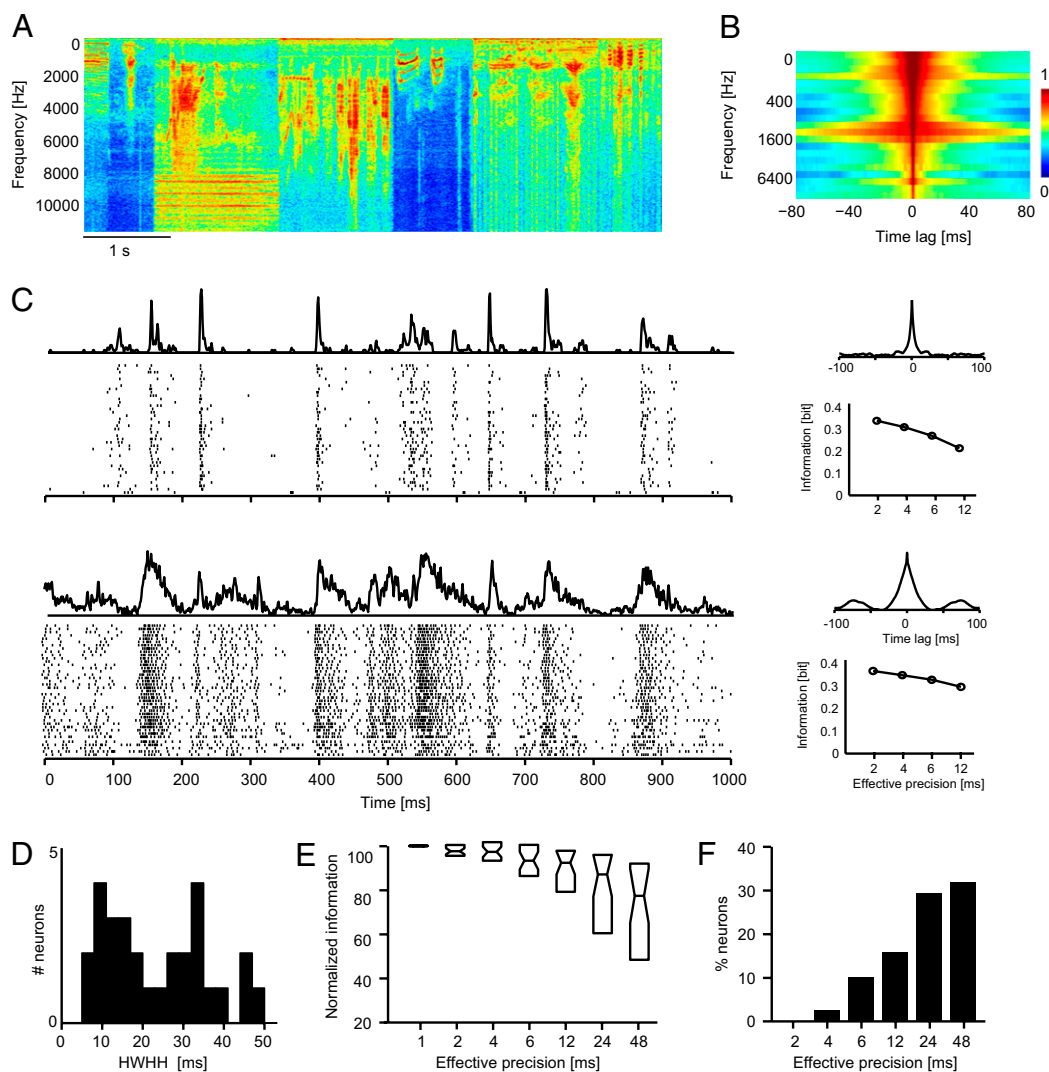 A
Frequency [Hz]
0
2000
4000
6000
8000
10000
1 s
B
Frequency [Hz]
0
400
1600
6400
−80 −40 0 40 80
Time lag [ms]
1
0
C
-100 0 100
Information [bit]
0.4
0.3
0.2
0.1
0
2 4 6 12
0 100 200 300 400 500 600 700 800 900 1000
Time [ms]
-100 0 100
Time lag [ms]
Information [bit]
0.4
0.3
0.2
0.1
0
2 4 6 12
Effective precision [ms]
D
# neurons
5
0
0 10 20 30 40 50
HWHH [ms]
E
Normalized information
100
80
60
40
20
1 2 4 6 12 24 48
Effective precision [ms]
F
% neurons
40
30
20
10
0
2 4 6 12 24 48
Effective precision [ms]